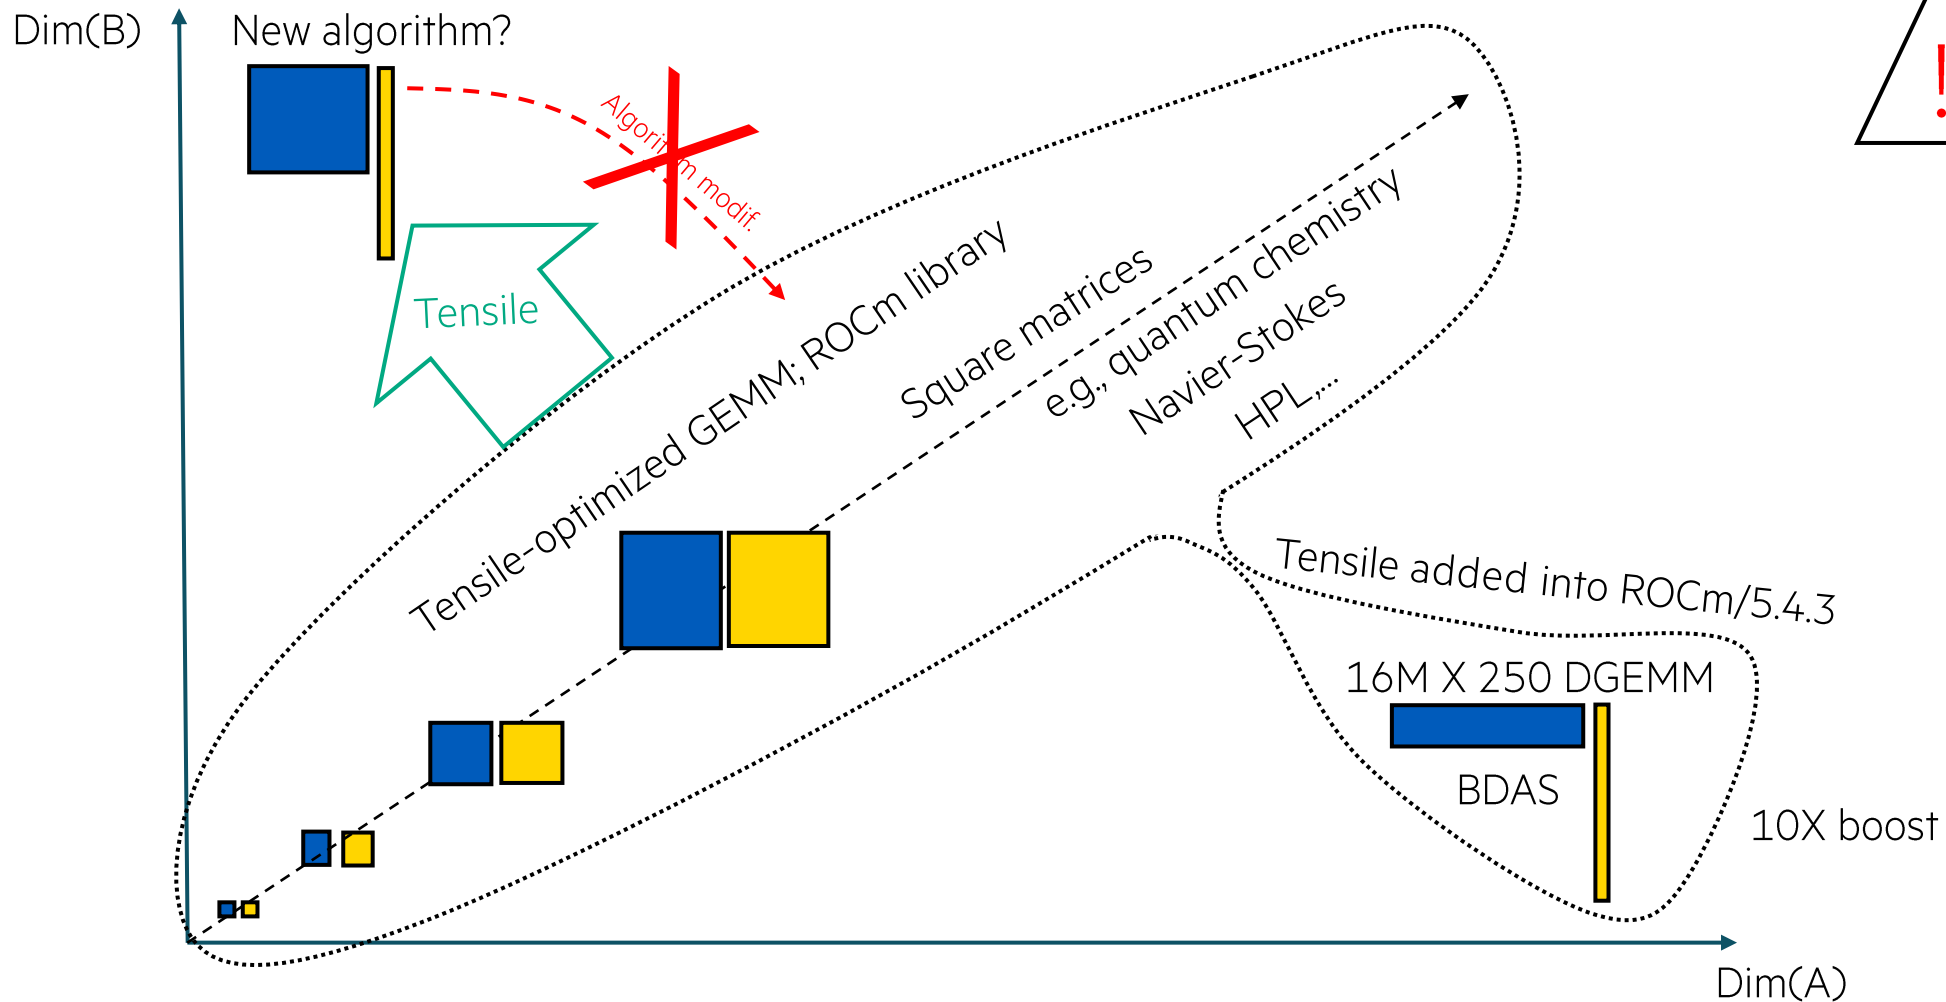 Dim(B)
New algorithm?
!
Algorithm modif.
Tensile
Tensile-optimized GEMM; ROCm library
Square matrices
e.g., quantum chemistry
Navier-Stokes
HPL,...
Tensile added into ROCm/5.4.3
16M X 250 DGEMM
BDAS
10X boost
Dim(A)